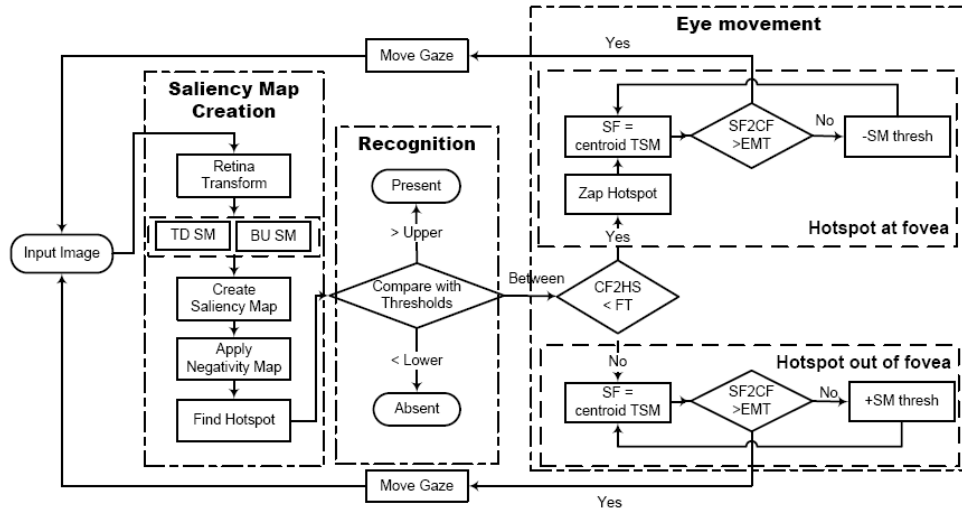 Eye movement
Yes
Move Gaze
Saliency Map
Creation
Recognition
Retina
Transform
TD SM
BU SM
Input Image
Create
Saliency Map
Apply
Negativity Map
Find Hotspot
Present
> Upper
Compare with
Thresholds
< Lower
Absent
Between
CF2HS
< FT
Yes
Zap Hotspot
SF =
centroid TSM
SF2CF
>EMT
No
-SM thresh
Hotspot at fovea
No
Hotspot out of fovea
SF =
centroid TSM
SF2CF
>EMT
No
+SM thresh
Move Gaze
Yes